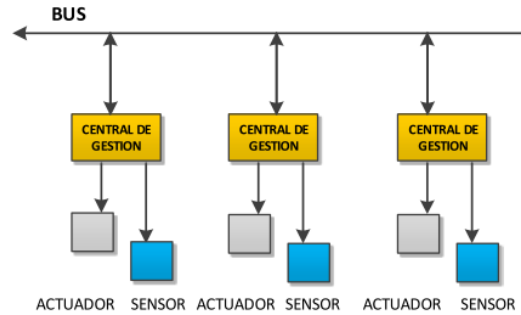 BUS
CENTRAL DE
GESTION
CENTRAL DE
GESTION
CENTRAL DE
GESTION
ACTUADOR SENSOR ACTUADOR SENSOR ACTUADOR SENSOR